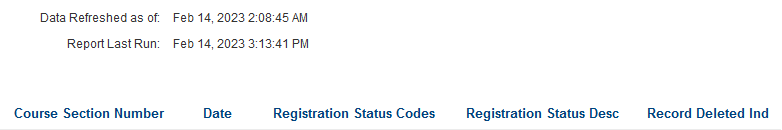 Data Refreshed as of: Feb 14, 2023 2:08:45 AM
Report Last Run: Feb 14, 2023 3:13:41 PM
Course Section Number Date Registration Status Codes Registration Status Desc Record Deleted Ind